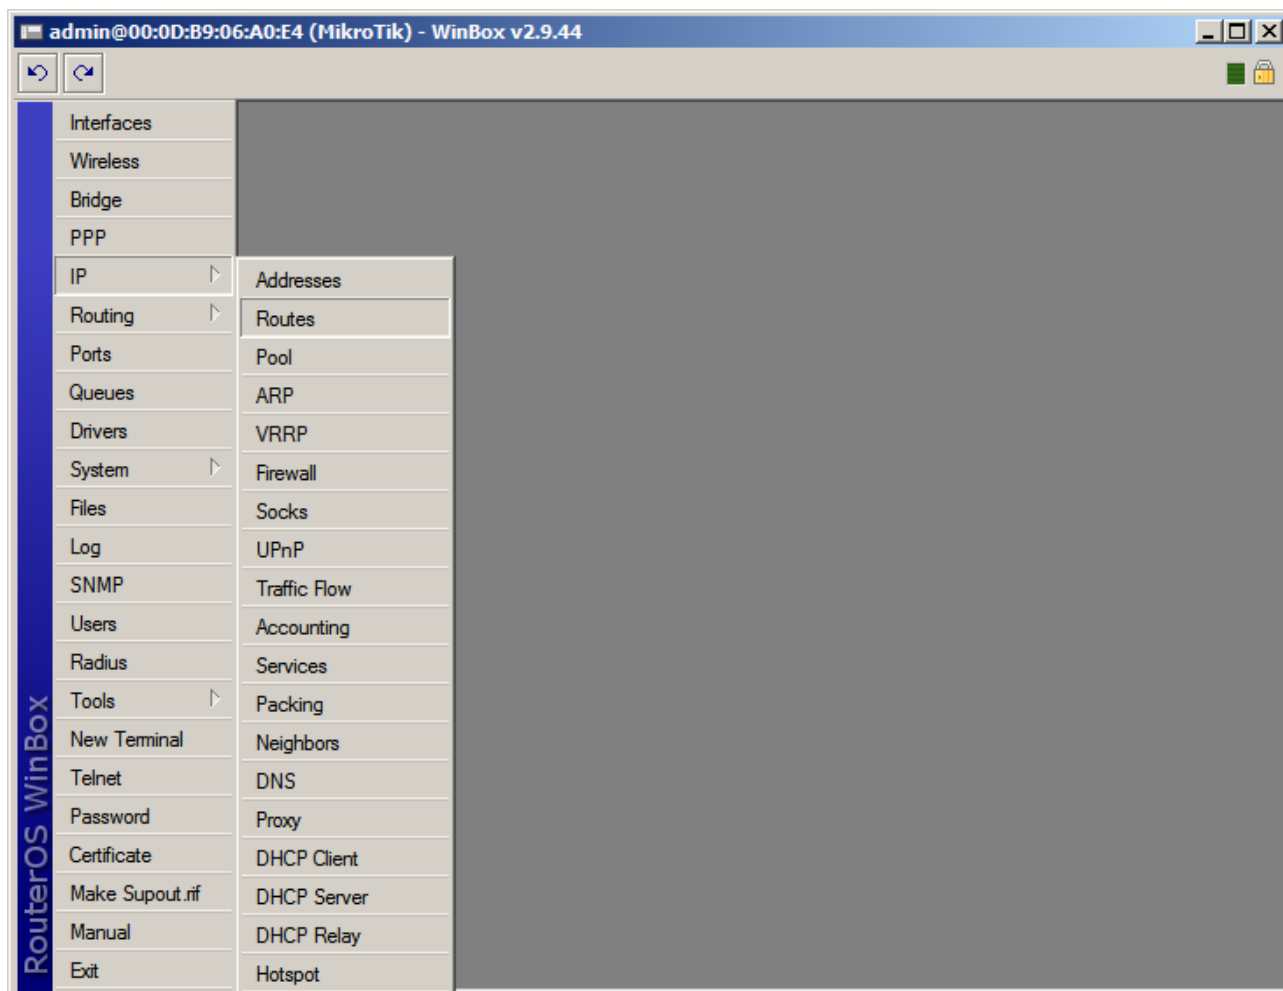 admin@00:0D:B9:06:A0:E4 (MikroTik) - WinBox v2.9.44
Interfaces
Wireless
Bridge
PPP
IP
Routing
Ports
Queues
Drivers
System
Files
Log
SNMP
Users
Radius
Tools
New Terminal
Telnet
Password
Certificate
Make Supout.rif
Manual
Exit
Addresses
Routes
Pool
ARP
VRRP
Firewall
Socks
UPnP
Traffic Flow
Accounting
Services
Packing
Neighbors
DNS
Proxy
DHCP Client
DHCP Server
DHCP Relay
Hotspot
RouterOS WinBox